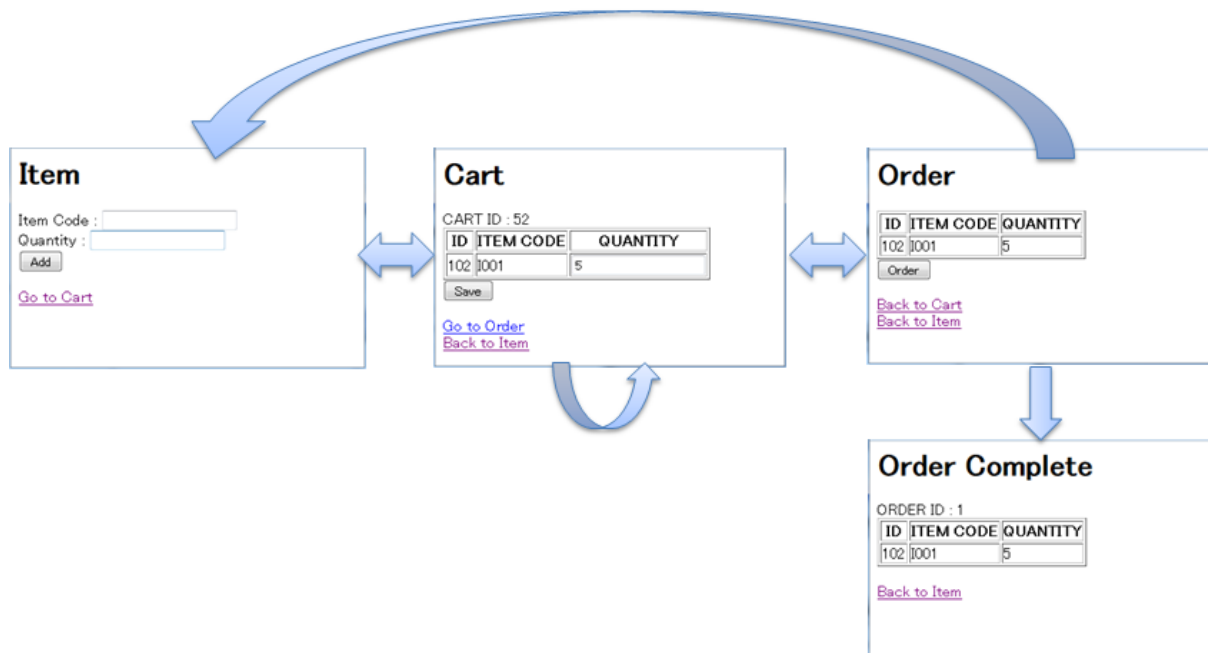 Item
Item Code :
Quantity :
Add
Go to Cart
Cart
CART ID : 52
ID ITEM CODE QUANTITY
102 I001 5
Save
Go to Order
Back to Item
Order
ID ITEM CODE QUANTITY
102 I001 5
Order
Back to Cart
Back to Item
Order Complete
ORDER ID : 1
ID ITEM CODE QUANTITY
102 I001 5
Back to Item